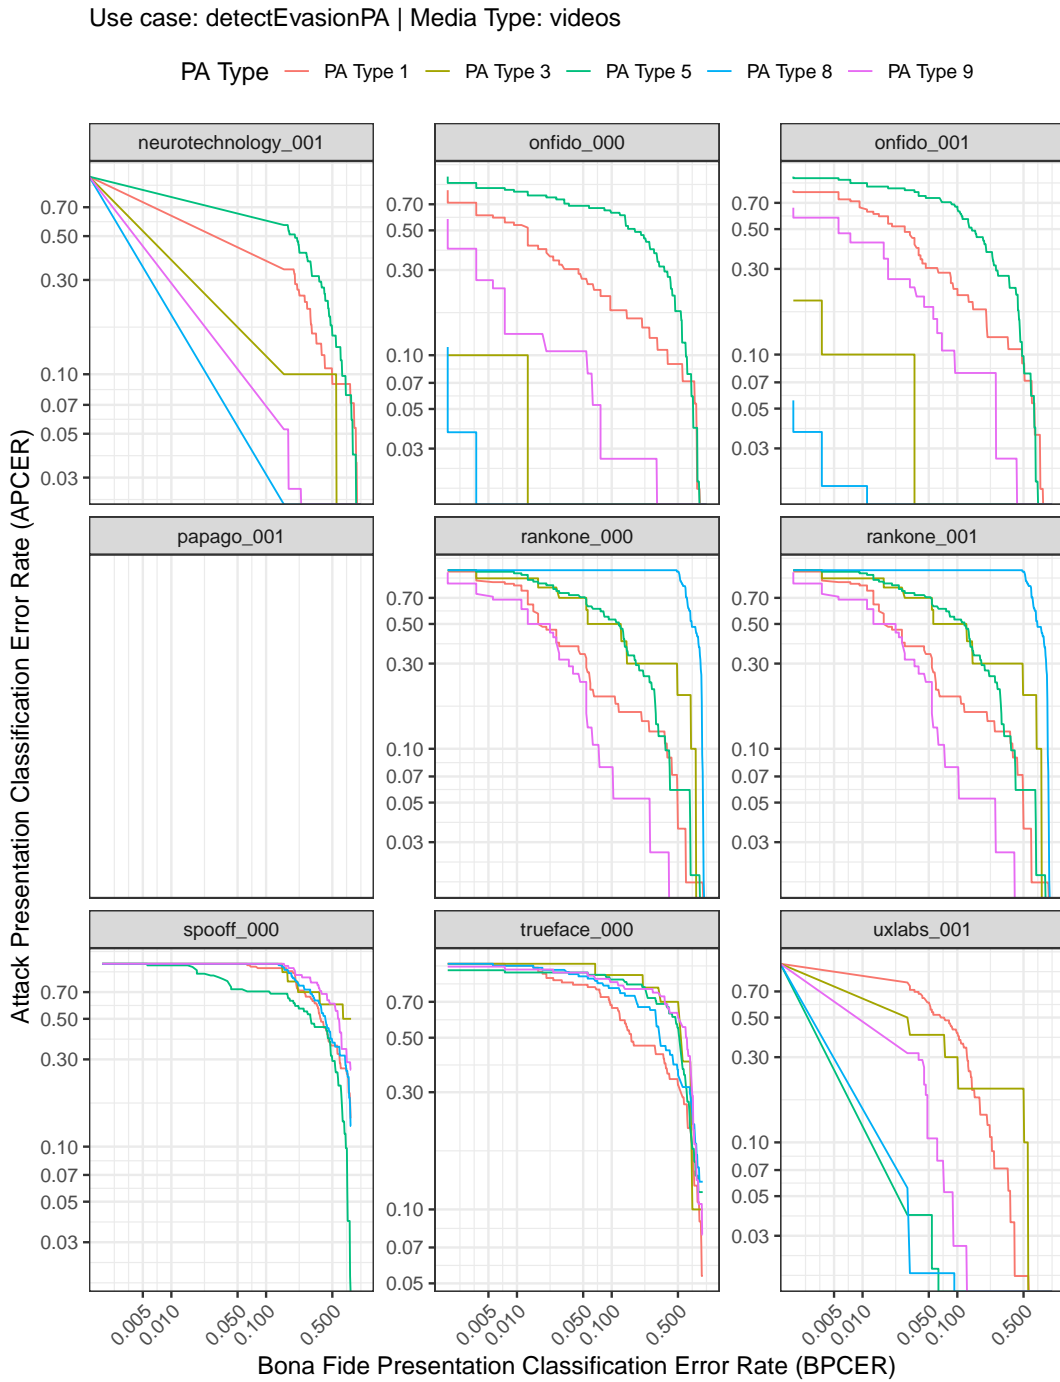 Use case: detectEvasionPA | Media Type: videos
PA Type PA Type 1 PA Type 3 PA Type 5 PA Type 8 PA Type 9
neurotechnology_001 onfido_000 onfido_001
0.70 0.70 0.70
0.50 0.50 0.50
0.30 0.30 0.30
0.10 0.10 0.10
0.07 0.07 0.07
0.05 0.05 0.05
0.03 0.03 0.03
papago_001 rankone_000 rankone_001
0.70 0.70
0.50 0.50
0.30 0.30
0.10 0.10
0.07 0.07
0.05 0.05
0.03 0.03
Attack Presentation Classification Error Rate (APCER)
spooff_000 trueface_000 uxlabs_001
0.70 0.70 0.70
0.50 0.50 0.50
0.30 0.30 0.30
0.10 0.10 0.10
0.07 0.07 0.07
0.05 0.05 0.05
0.03 0.03
0.005 0.010 0.050 0.100 0.500 0.005 0.010 0.050 0.100 0.500 0.005 0.010 0.050 0.100 0.500
Bona Fide Presentation Classification Error Rate (BPCER)